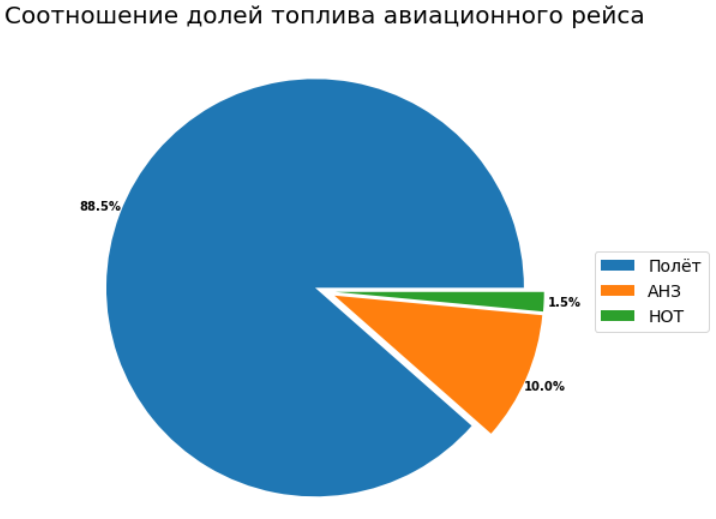 Соотношение долей топлива авиационного рейса
88.5%
Полёт
АНЗ
НОТ
1.5%
10.0%